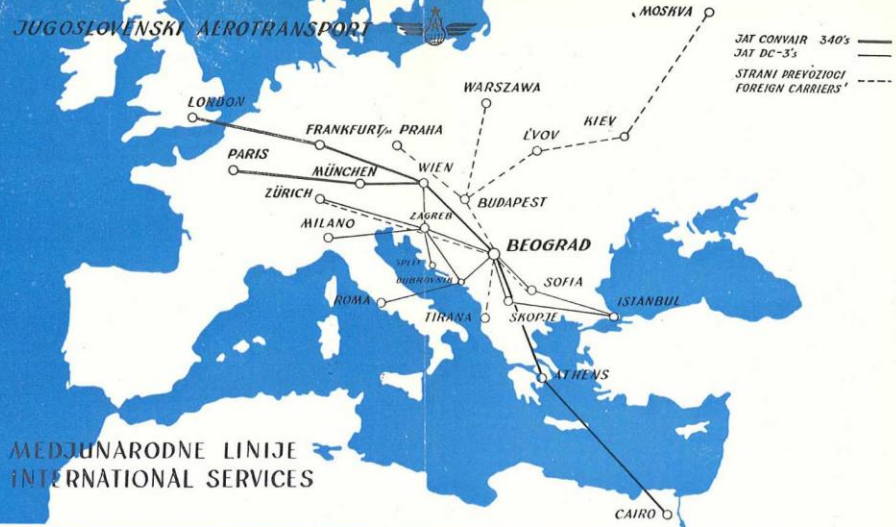 JUGOSLOVENSKI AEROTRANSPORT
JAT CONVAIR 340's
JAT DC-3's
STRANI PREVOZIOCI
FOREIGN CARRIERS'
MOSKVA
WARSZAWA
LONDON
KIEV
FRANKFURT/M
PRAHA
L'VOV
PARIS
MÜNCHEN
WIEN
ZÜRICH
BUDAPEST
ZAGREB
MILANO
BEOGRAD
SPLIT
DUBROVNIK
SOFIA
ROMA
TIRANA
SKOPJE
ISTANBUL
ATHENS
MEDJUNARODNE LINIJE
INTERNATIONAL SERVICES
CAIRO